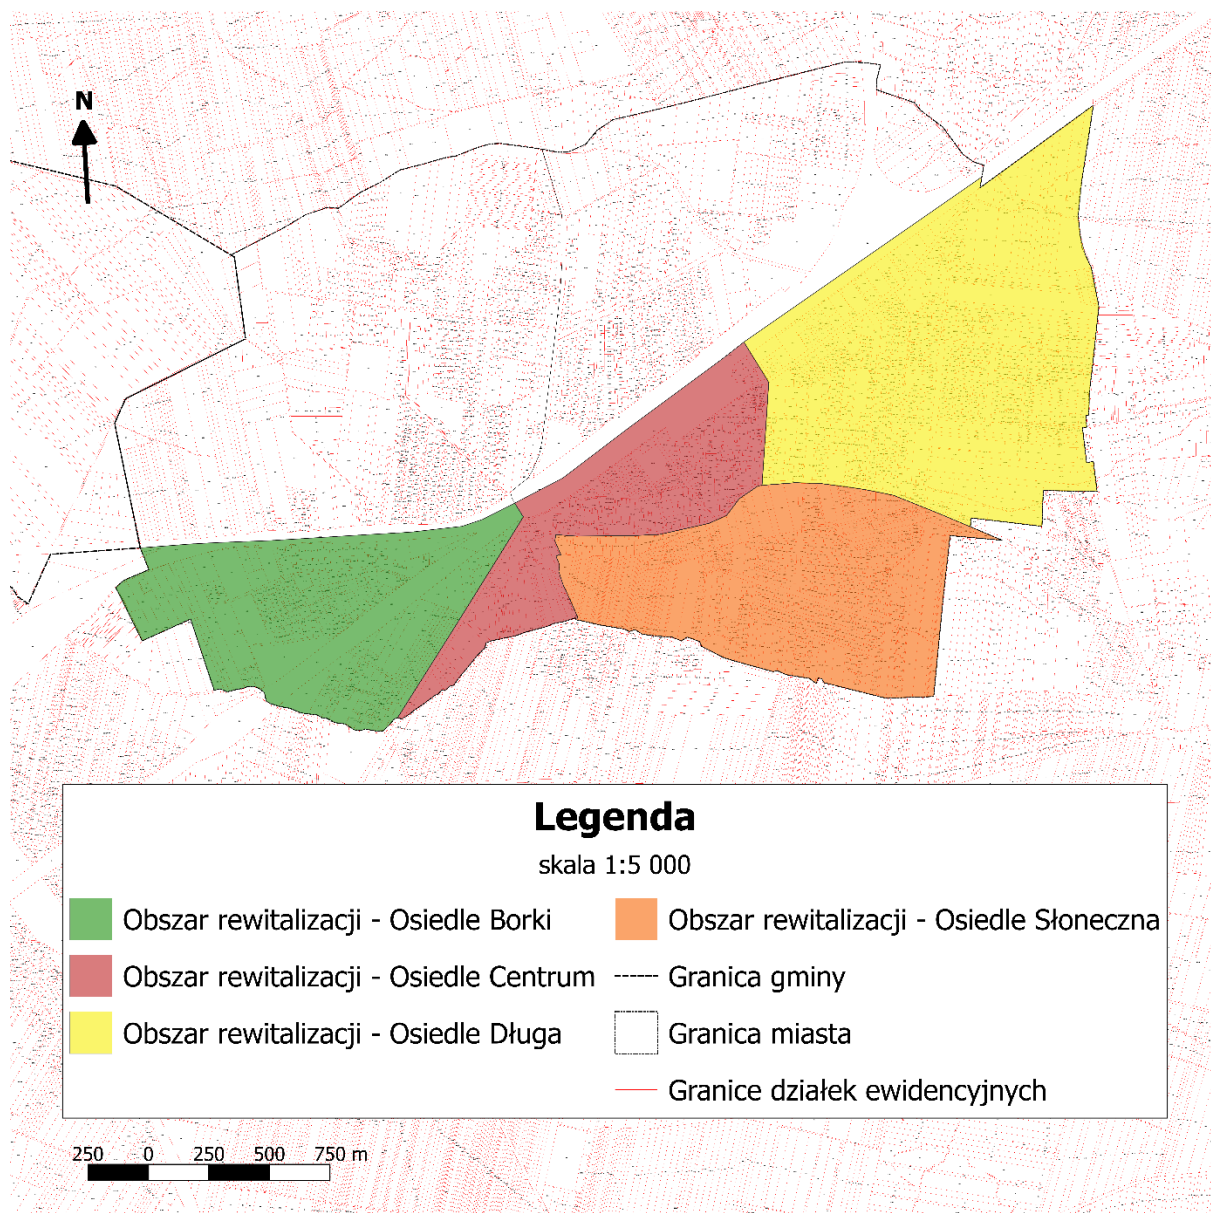 N
Legenda
skala 1:5 000
Obszar rewitalizacji - Osiedle Borki
Obszar rewitalizacji - Osiedle Centrum
Obszar rewitalizacji - Osiedle Długa
Obszar rewitalizacji - Osiedle Słoneczna
Granica gminy
Granica miasta
Granice działek ewidencyjnych
250 0 250 500 750 m